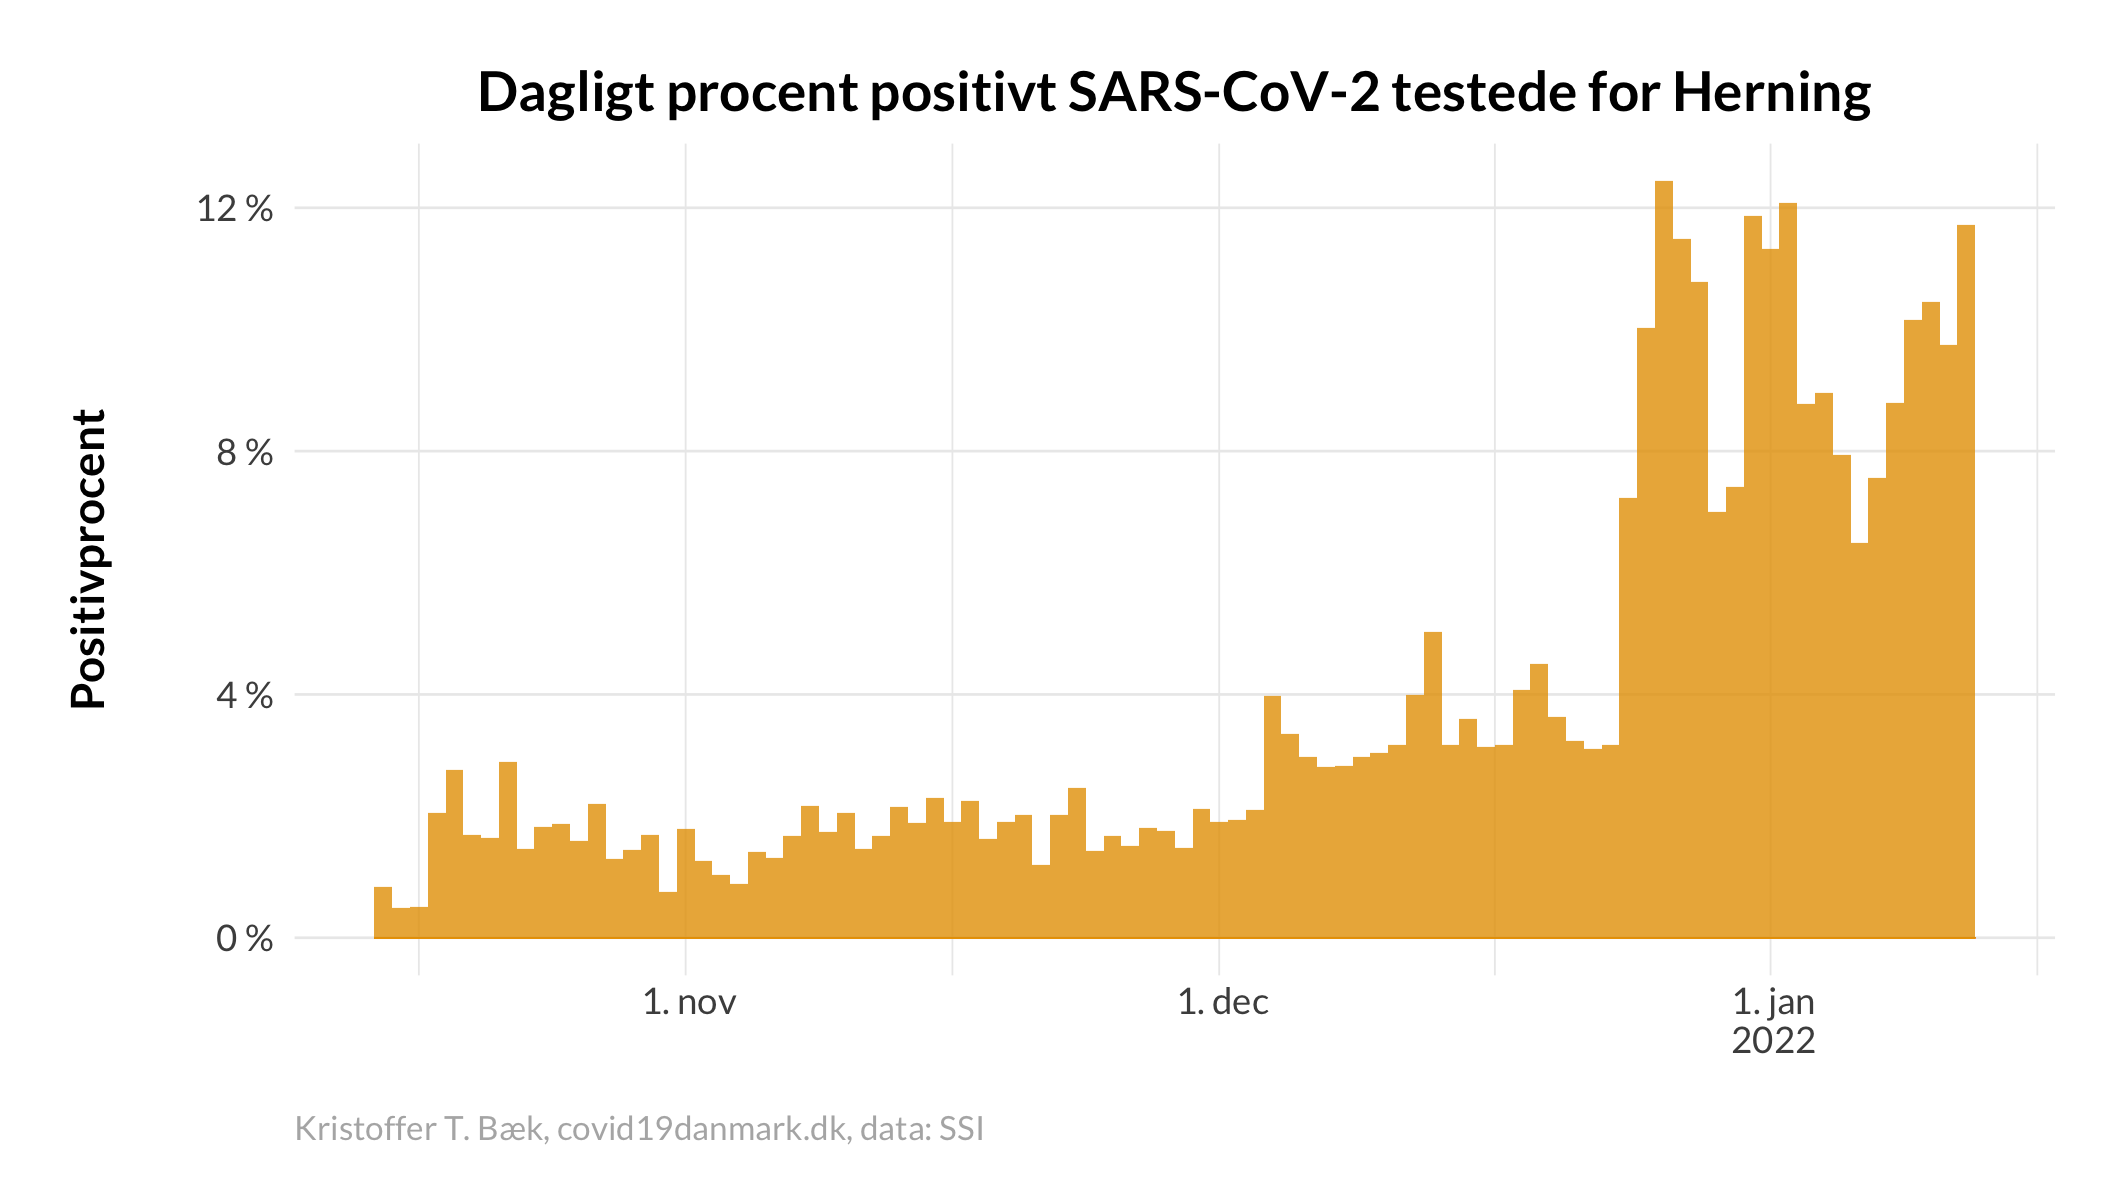 Dagligt procent positivt SARS-CoV-2 testede for Herning
Positivprocent
12 %
8 %
4 %
0 %
1. nov
1. dec
1. jan
2022
Kristoffer T. Bæk, covid19danmark.dk, data: SSI